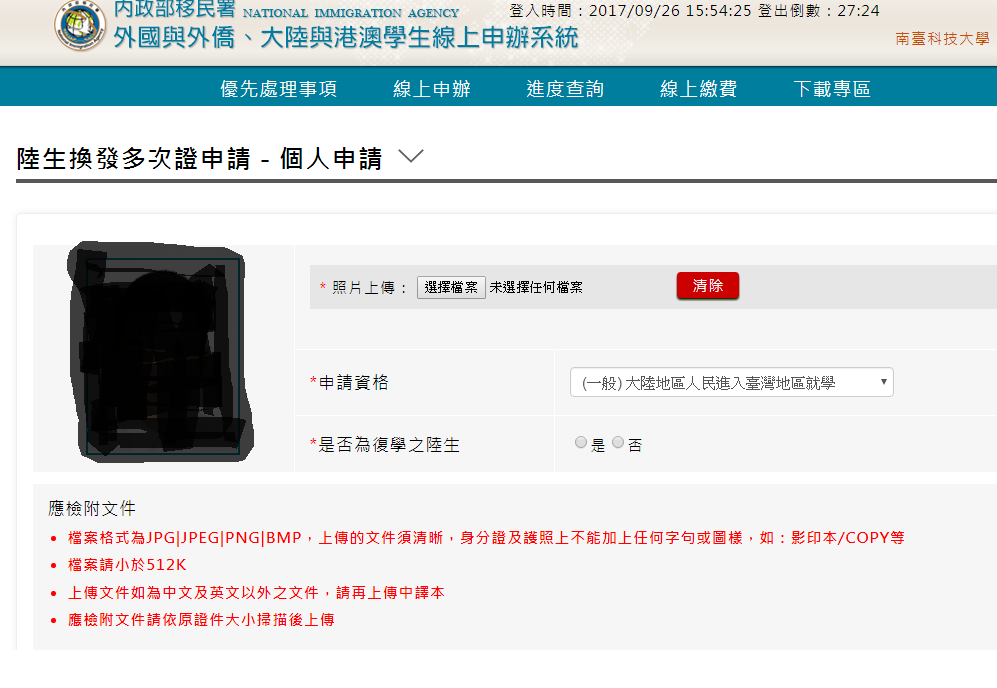 內政部移民署 NATIONAL IMMIGRATION AGENCY 登入時間：2017/09/26 15:54:25 登出倒數：27:24
外國與外僑、大陸與港澳學生線上申辦系統
南臺科技大學
優先處理事項 線上申辦 進度查詢 線上繳費 下載專區
陸生換發多次證申請 - 個人申請
* 照片上傳： 選擇檔案 未選擇任何檔案 清除
*申請資格 (一般) 大陸地區人民進入臺灣地區就學
*是否為復學之陸生 是 否
應檢附文件
檔案格式為JPG|JPEG|PNG|BMP，上傳的文件須清晰，身分證及護照上不能加上任何字句或圖樣，如：影印本/COPY等
檔案請小於512K
上傳文件如為中文及英文以外之文件，請再上傳中譯本
應檢附文件請依原證件大小掃描後上傳